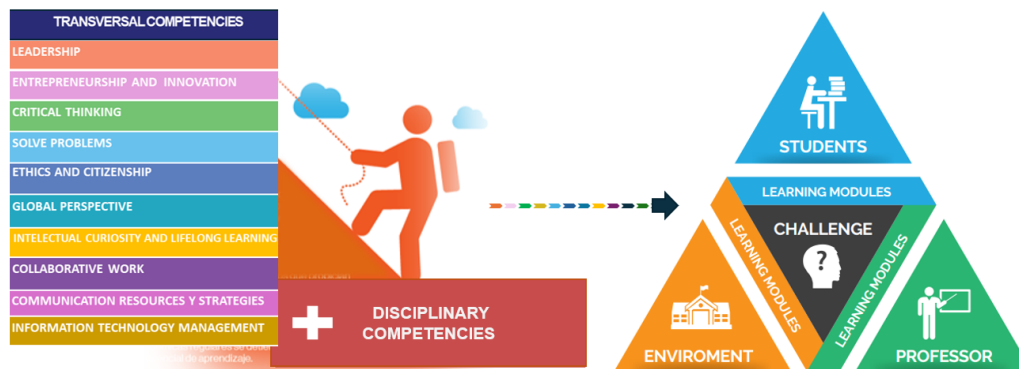 TRANSVERSAL COMPETENCIES
LEADERSHIP
ENTREPRENEURSHIP AND INNOVATION
CRITICAL THINKING
SOLVE PROBLEMS
ETHICS AND CITIZENSHIP
GLOBAL PERSPECTIVE
INTELECTUAL CURIOSITY AND LIFELONG LEARNING
COLLABORATIVE WORK
COMMUNICATION RESOURCES Y STRATEGIES
INFORMATION TECHNOLOGY MANAGEMENT
de aprendizaje.
DISCIPLINARY
COMPETENCIES
STUDENTS
LEARNING MODULES
CHALLENGE
?
LEARNING MODULES
LEARNING MODULES
ENVIROMENT
PROFESSOR